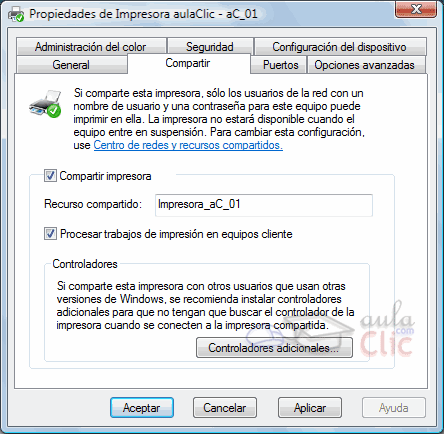 Propiedades de Impresora aulaClic - aC_01
Administración del color
Seguridad
Configuración del dispositivo
General
Compartir
Puertos
Opciones avanzadas
Si comparte esta impresora, sólo los usuarios de la red con un
nombre de usuario y una contraseña para este equipo puede
imprimir en ella. La impresora no estará disponible cuando el
equipo entre en suspensión. Para cambiar esta configuración,
use Centro de redes y recursos compartidos.
Compartir impresora
Recurso compartido:
Impresora_aC_01
Procesar trabajos de impresión en equipos cliente
Controladores
Si comparte esta impresora con otros usuarios que usan otras
versiones de Windows, se recomienda instalar controladores
adicionales para que no tengan que buscar el controlador de la
impresora cuando se conecten a la impresora compartida.
Controladores adicionales...
aula
.com
Clic
Aceptar
Cancelar
Aplicar
Ayuda